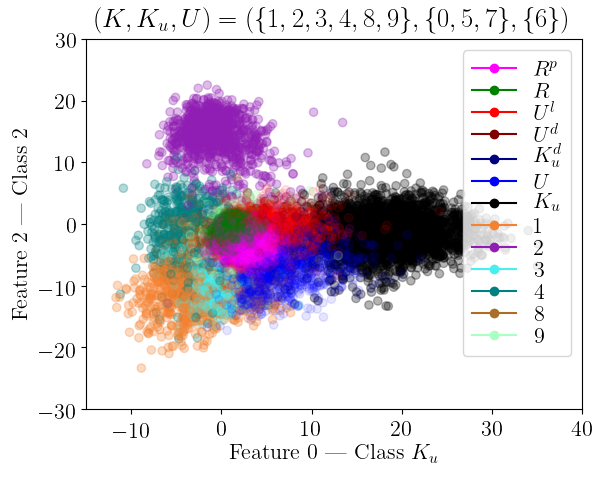 (K, K_u, U) = ({1, 2, 3, 4, 8, 9}, {0, 5, 7}, {6})
30
20
10
0
−10
−20
−30
Feature 2 — Class 2
R^p
R
U^l
U^d
K_u^d
U
K_u
1
2
3
4
8
9
−10
0
10
20
30
40
Feature 0 — Class K_u